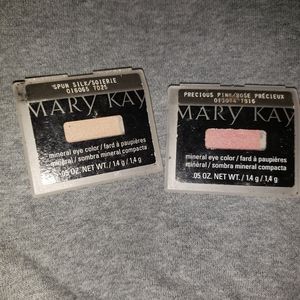 SPUN SILK/SOIERIE
016065 TO25
MARY KAY
mineral eye color / fard à paupières
minéral / sombra mineral compacta
.05 OZ. NET WT. / 1,4 g / 1,4 g
PRECIOUS PINK/ROSE PRÉCIEUX
MARY KAY
mineral eye color / fard à paupières
minéral / sombra mineral compacta
.05 OZ. NET WT. / 1,4 g / 1,4 g